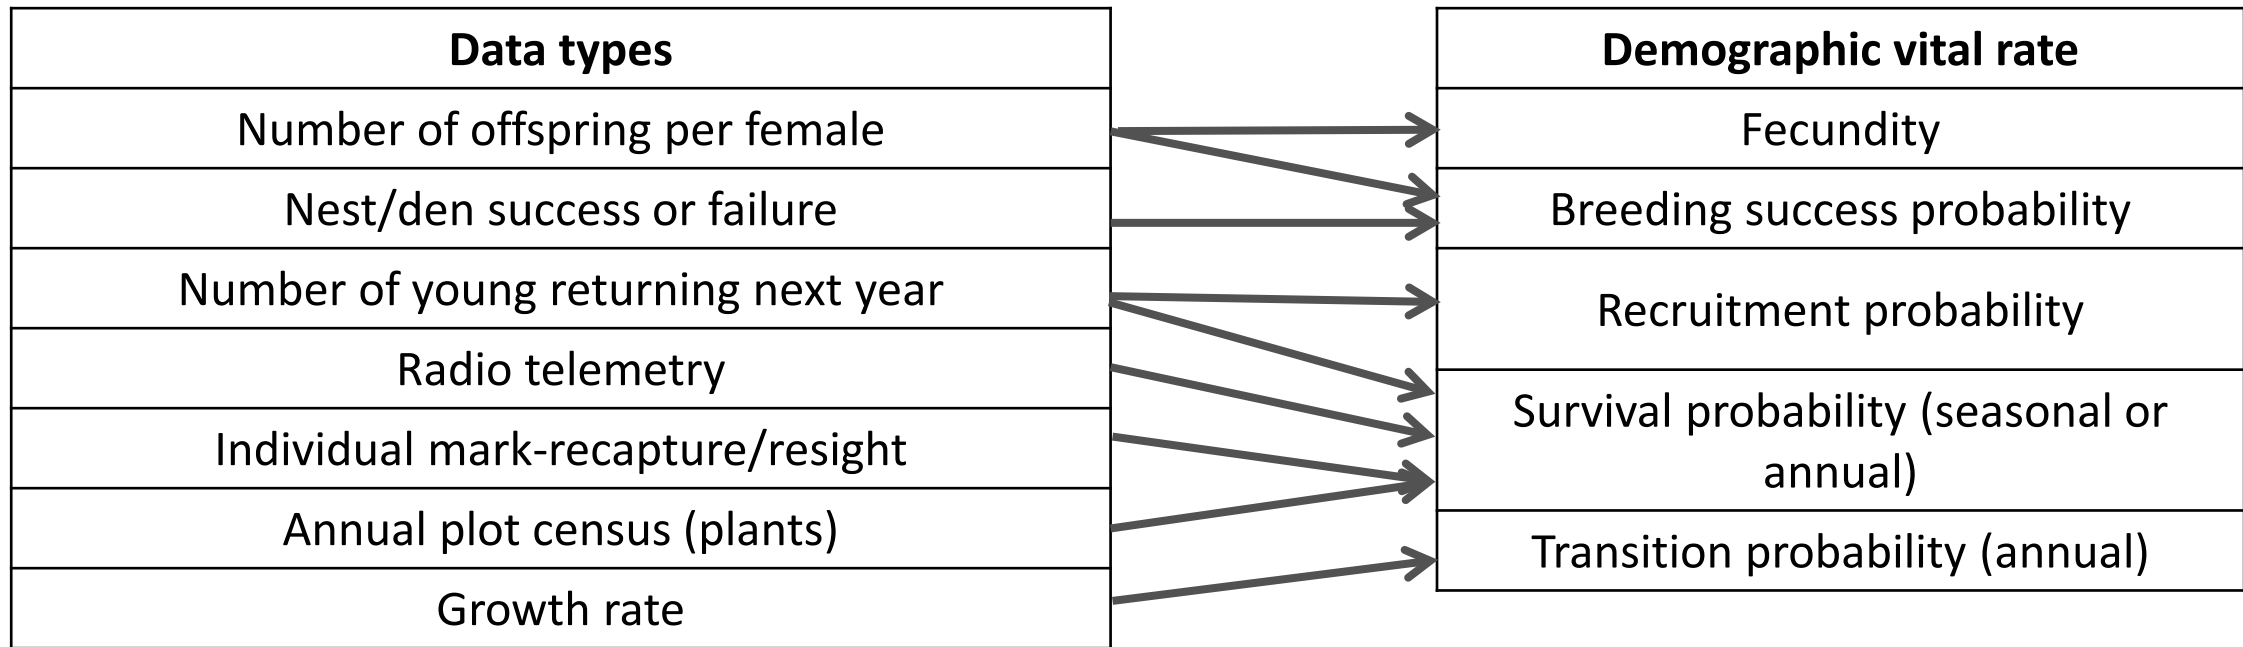 Data types
Number of offspring per female
Nest/den success or failure
Number of young returning next year
Radio telemetry
Individual mark-recapture/resight
Annual plot census (plants)
Growth rate
Demographic vital rate
Fecundity
Breeding success probability
Recruitment probability
Survival probability (seasonal or
annual)
Transition probability (annual)